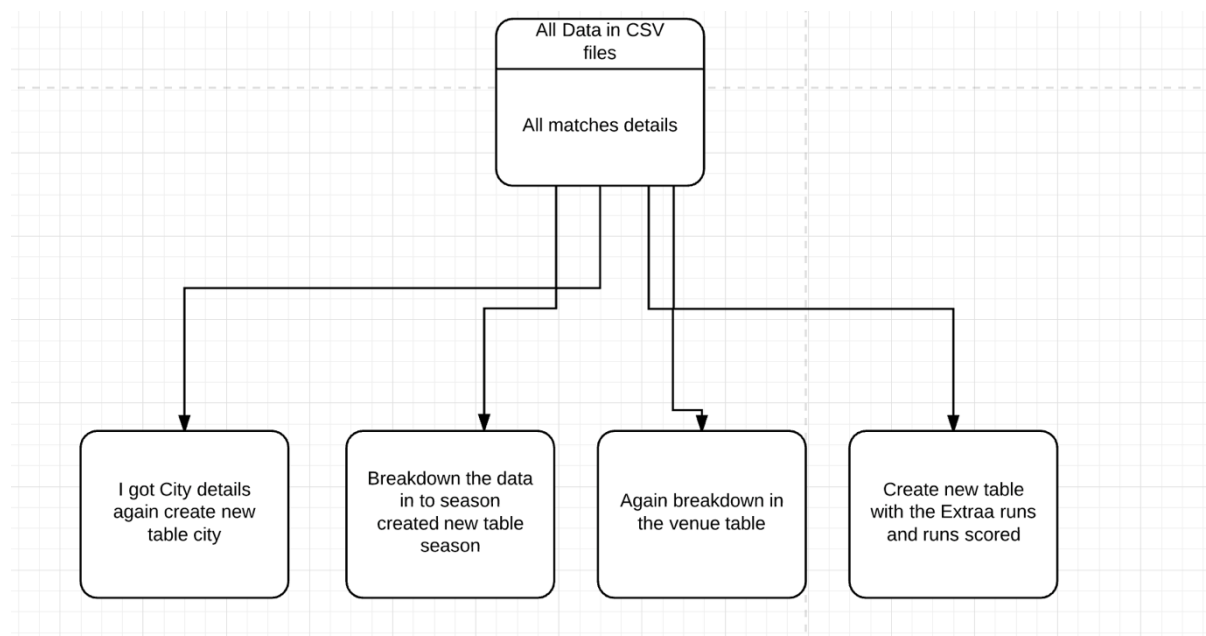 All Data in CSV
files
All matches details
I got City details
again create new
table city
Breakdown the data
in to season
created new table
season
Again breakdown in
the venue table
Create new table
with the Extraa runs
and runs scored